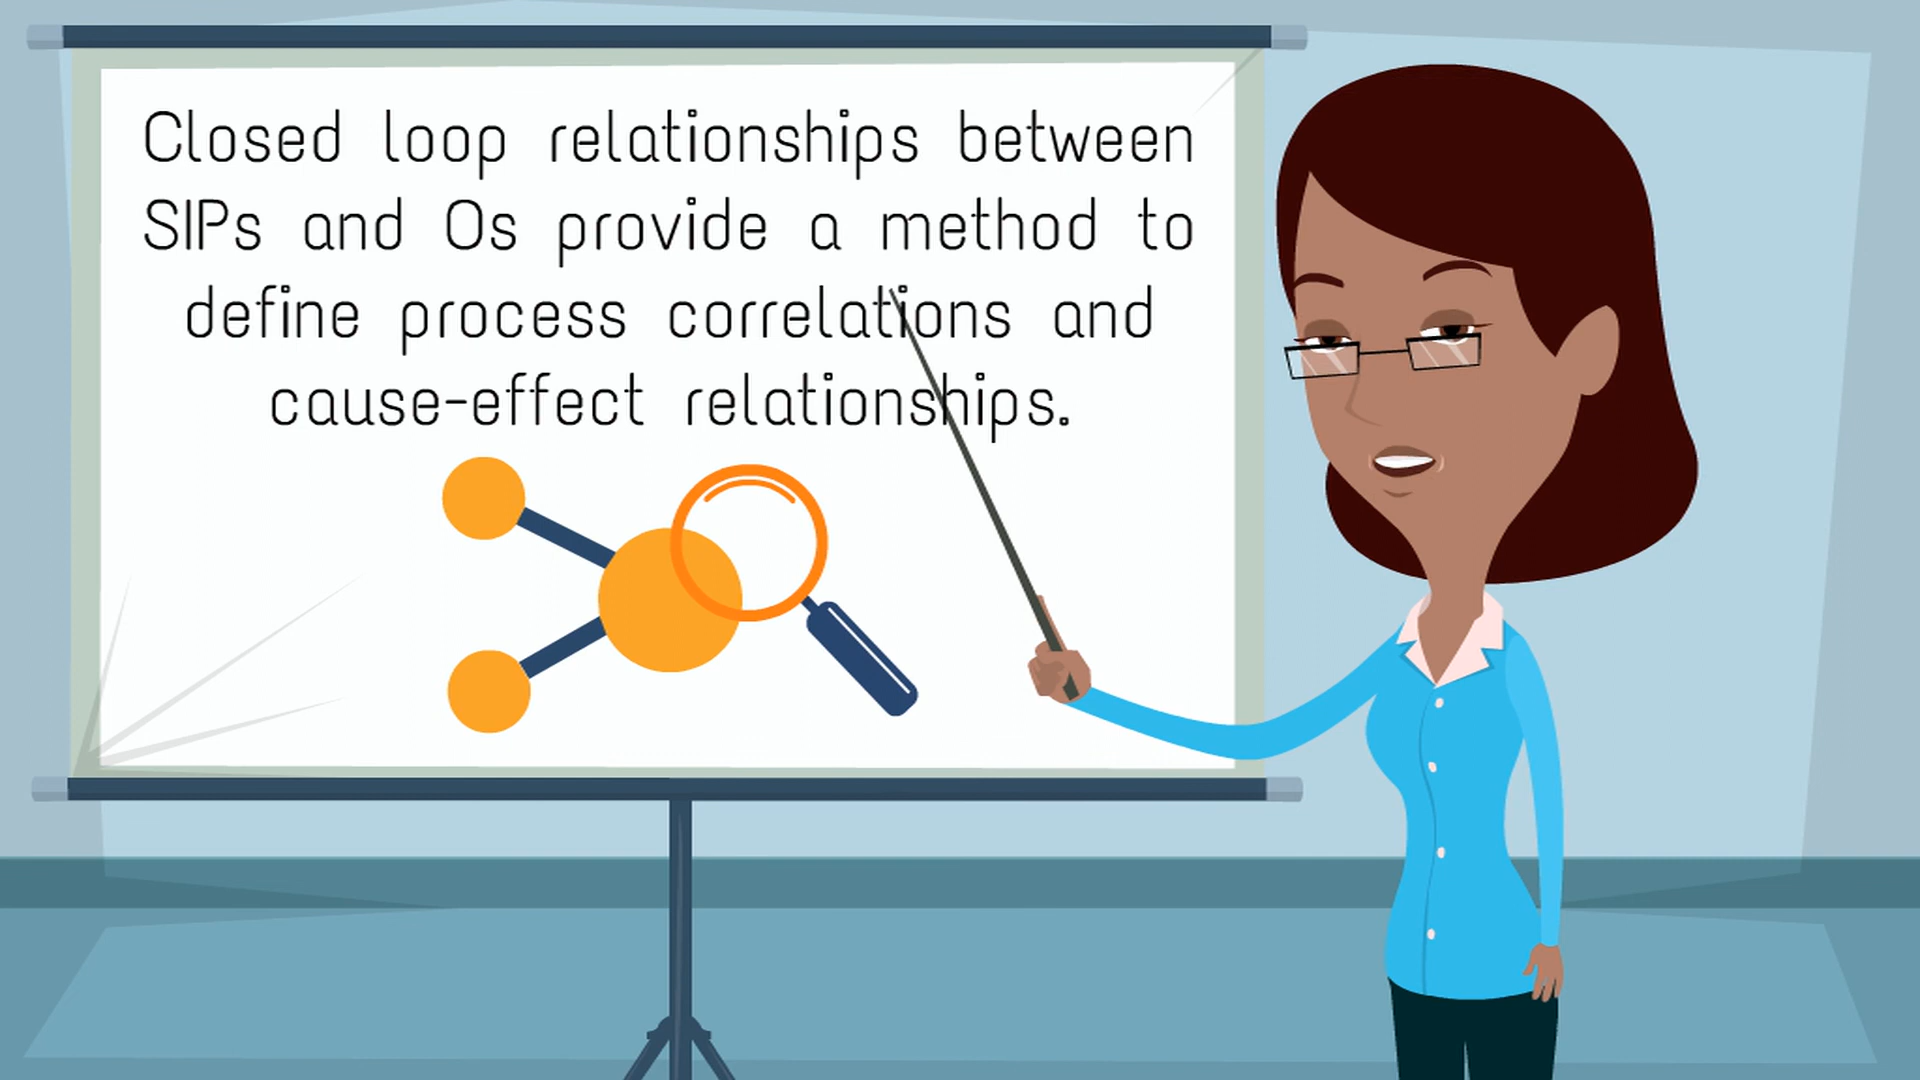 Closed loop relationships between
SIPs and Os provide a method to
define process correlations and
cause-effect relationships.